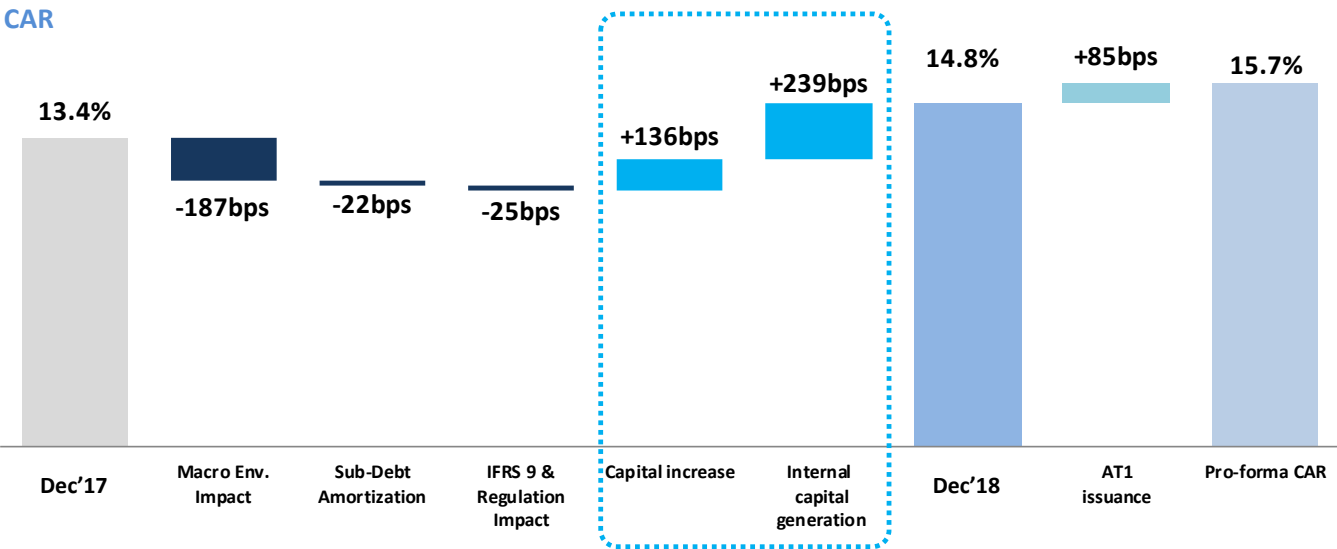 CAR
13.4%
-187bps
-22bps
-25bps
+136bps
+239bps
14.8%
+85bps
15.7%
Dec’17
Macro Env.
Impact
Sub-Debt
Amortization
IFRS 9 &
Regulation
Impact
Capital increase
Internal
capital
generation
Dec’18
AT1
issuance
Pro-forma CAR